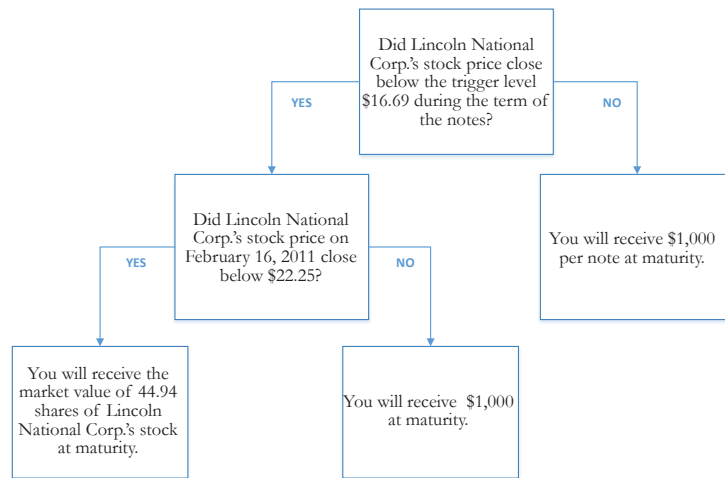 Did Lincoln National
Corp.'s stock price close
below the trigger level
$16.69 during the term of
the notes?
YES
NO
Did Lincoln National
Corp.'s stock price on
February 16, 2011 close
below $22.25?
You will receive $1,000
per note at maturity.
YES
NO
You will receive the
market value of 44.94
shares of Lincoln
National Corp.'s stock
at maturity.
You will receive $1,000
at maturity.